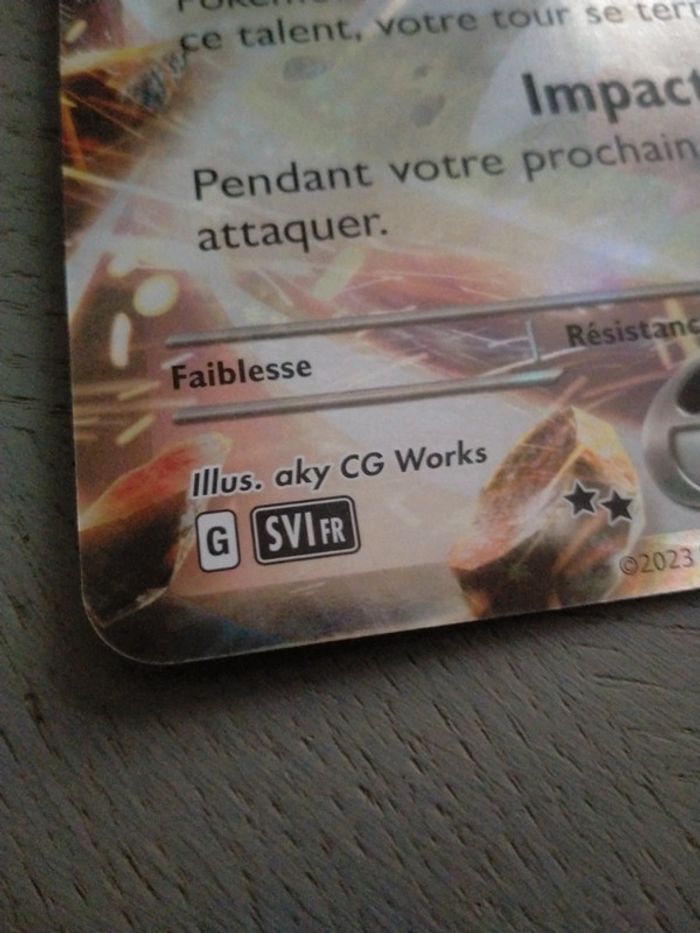 ce talent, votre tour se
Impact
Pendant votre prochain
attaquer.
Résistanc
Faiblesse
Illus. aky CG Works
G SVI FR
©2023